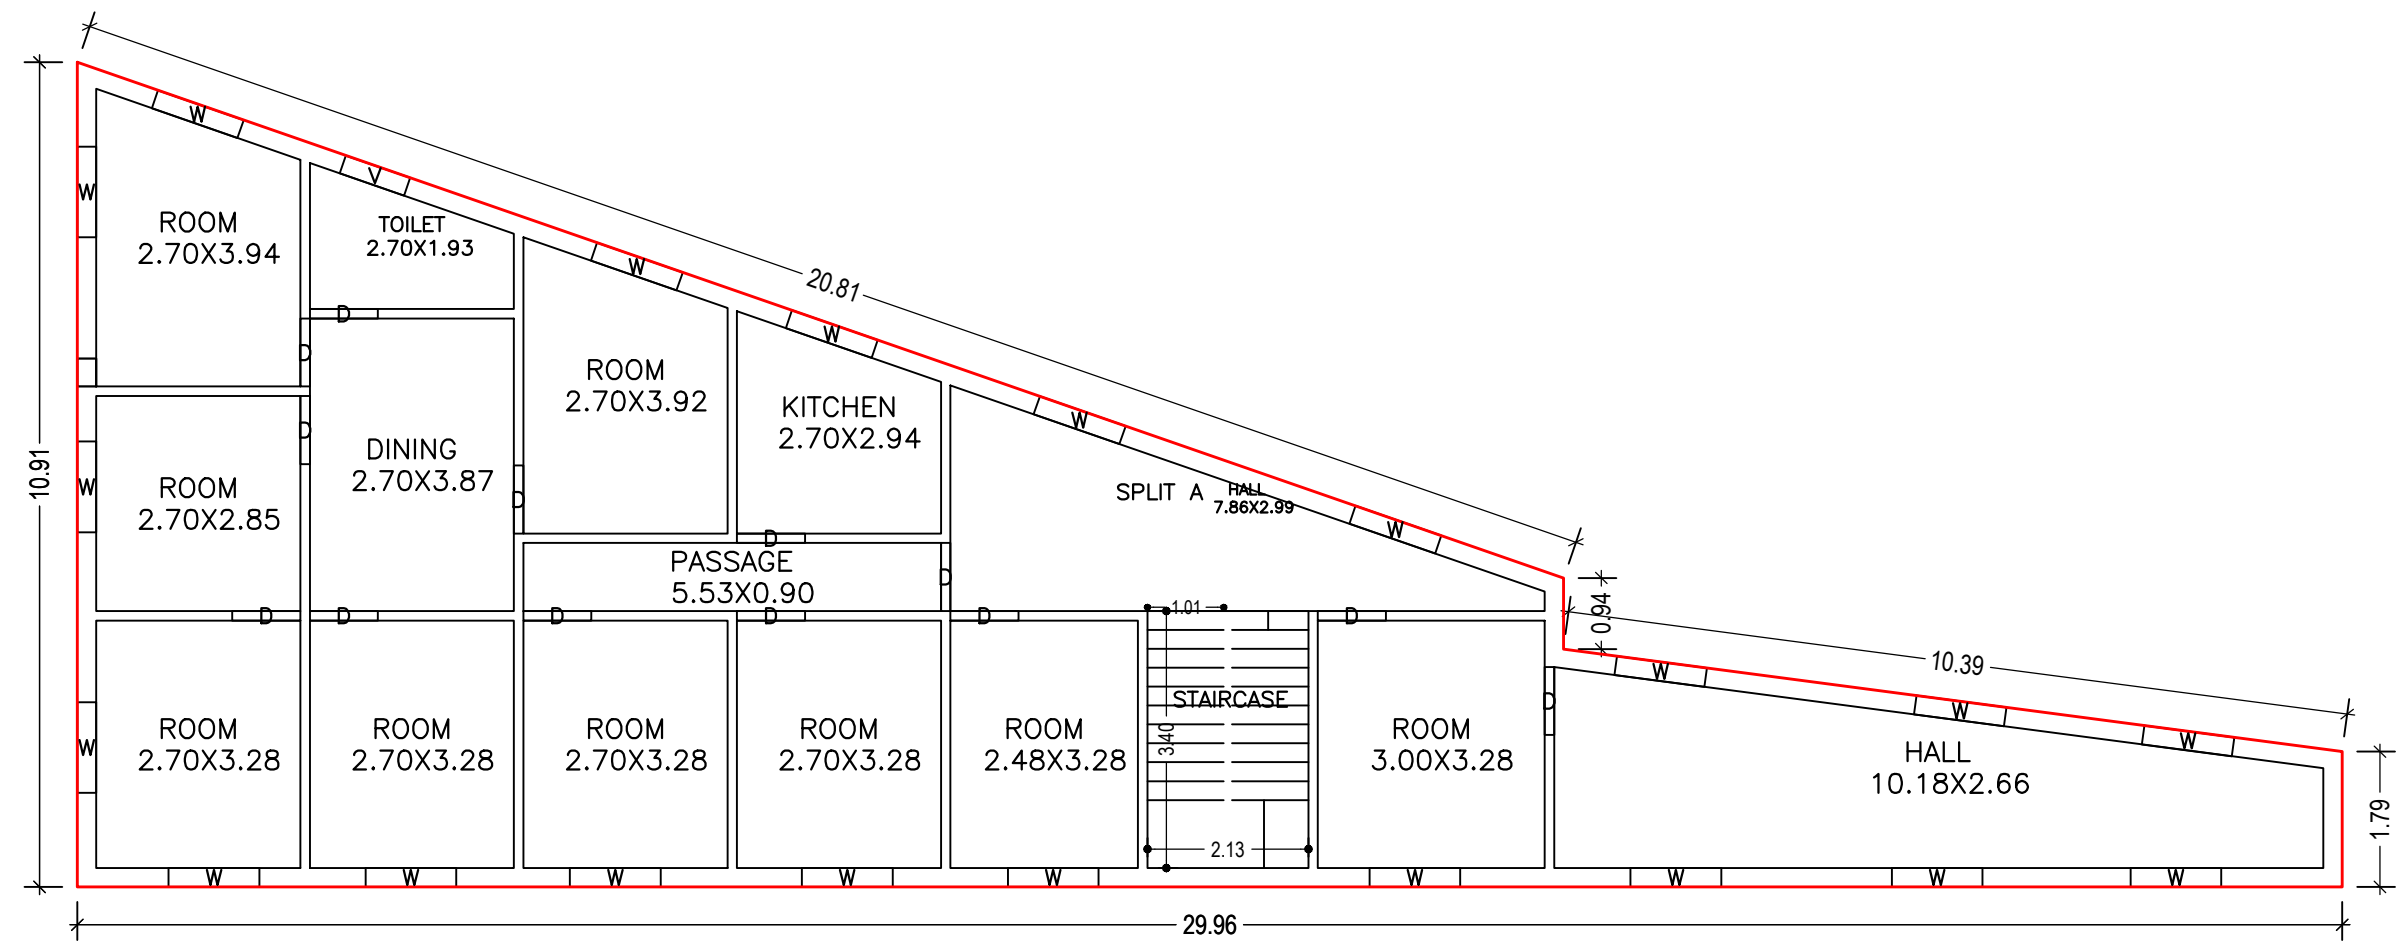 20.81
10.91
W
W
V
ROOM
2.70X3.94
TOILET
2.70X1.93
W
W
D
D
ROOM
2.70X3.92
KITCHEN
2.70X2.94
W
D
DINING
2.70X3.87
ROOM
2.70X2.85
W
D
SPLIT A
HALL
7.86X2.99
W
D
PASSAGE
5.53X0.90
D
0.94
1.01
D
D
D
D
D
D
10.39
W
W
W
D
ROOM
2.70X3.28
ROOM
2.70X3.28
ROOM
2.70X3.28
ROOM
2.70X3.28
ROOM
2.48X3.28
STAIRCASE
3.40
2.13
ROOM
3.00X3.28
HALL
10.18X2.66
1.79
W
W
W
W
W
W
W
W
W
W
29.96